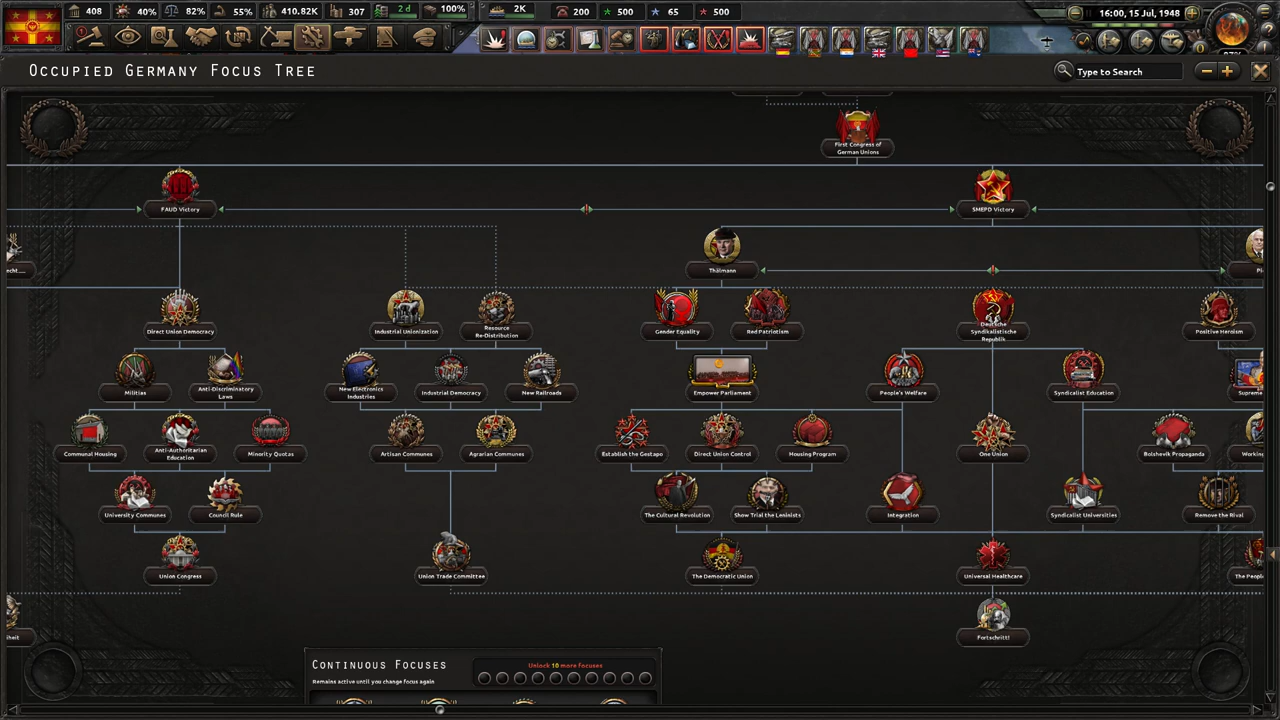 408
40%
82%
55%
410.82K
307
2 d
100%
2K
200
500
65
500
16:00, 15 Jul, 1948
Occupied Germany Focus Tree
Type to Search
First Congress of
German Unions
FAUD Victory
SMEPD Victory
Thälmann
Direct Union Democracy
Industrial Unionization
Resource
Re-Distribution
Gender Equality
Red Patriotism
Deutsche
Syndikalistische
Republik
Positive Heroism
Militias
Anti-Discriminatory
Laws
New Electronics
Industries
Industrial Democracy
New Railroads
Empower Parliament
People's Welfare
Syndicalist Education
Supreme
Communal Housing
Anti-Authoritarian
Education
Minority Quotas
Artisan Communes
Agrarian Communes
Establish the Gestapo
Direct Union Control
Housing Program
One Union
Bolshevik Propaganda
Working
University Communes
Council Rule
The Cultural Revolution
Show Trial the Leninists
Integration
Syndicalist Universities
Remove the Rival
Union Congress
Union Trade Committee
The Democratic Union
Universal Healthcare
The People
Fortschritt!
Continuous Focuses
Unlock 10 more focuses
Remains active until you change focus again